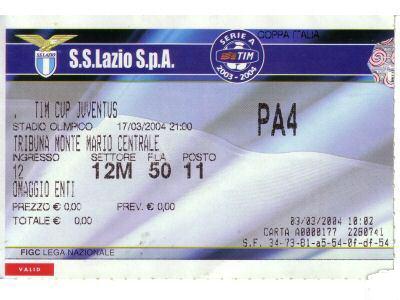 COPPA ITALIA
S.S.Lazio S.p.A.
SERIE A
TIM
2003 - 2004
. TIM CUP JUVENTUS
STADIO OLIMPICO 17/03/2004 21:00
PA4
TRIBUNA MONTE MARIO CENTRALE
INGRESSO SETTORE FILA POSTO
12 12M 50 11
OMAGGIO ENTI
PREZZO € 0,00 PREV. € 0,00
TOTALE € 0,00
03/03/2004 10:02
CARTA A0000177 2260741
FIGC LEGA NAZIONALE
S.F. 34-73-81-a5-54-0f-df-54
VALID